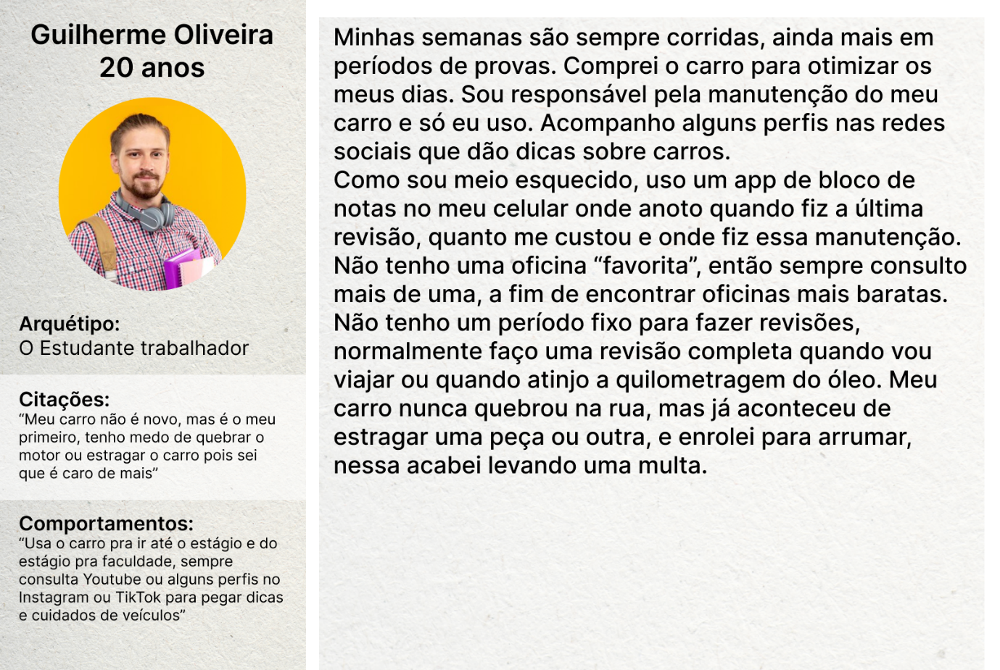 Guilherme Oliveira
20 anos
Arquétipo:
O Estudante trabalhador
Citações:
“Meu carro não é novo, mas é o meu
primeiro, tenho medo de quebrar o
motor ou estragar o carro pois sei
que é caro de mais”
Comportamentos:
“Usa o carro pra ir até o estágio e do
estágio pra faculdade, sempre
consulta Youtube ou alguns perfis no
Instagram ou TikTok para pegar dicas
e cuidados de veículos”
Minhas semanas são sempre corridas, ainda mais em
períodos de provas. Comprei o carro para otimizar os
meus dias. Sou responsável pela manutenção do meu
carro e só eu uso. Acompanho alguns perfis nas redes
sociais que dão dicas sobre carros.
Como sou meio esquecido, uso um app de bloco de
notas no meu celular onde anoto quando fiz a última
revisão, quanto me custou e onde fiz essa manutenção.
Não tenho uma oficina “favorita”, então sempre consulto
mais de uma, a fim de encontrar oficinas mais baratas.
Não tenho um período fixo para fazer revisões,
normalmente faço uma revisão completa quando vou
viajar ou quando atinjo a quilometragem do óleo. Meu
carro nunca quebrou na rua, mas já aconteceu de
estragar uma peça ou outra, e enrolei para arrumar,
nessa acabei levando uma multa.